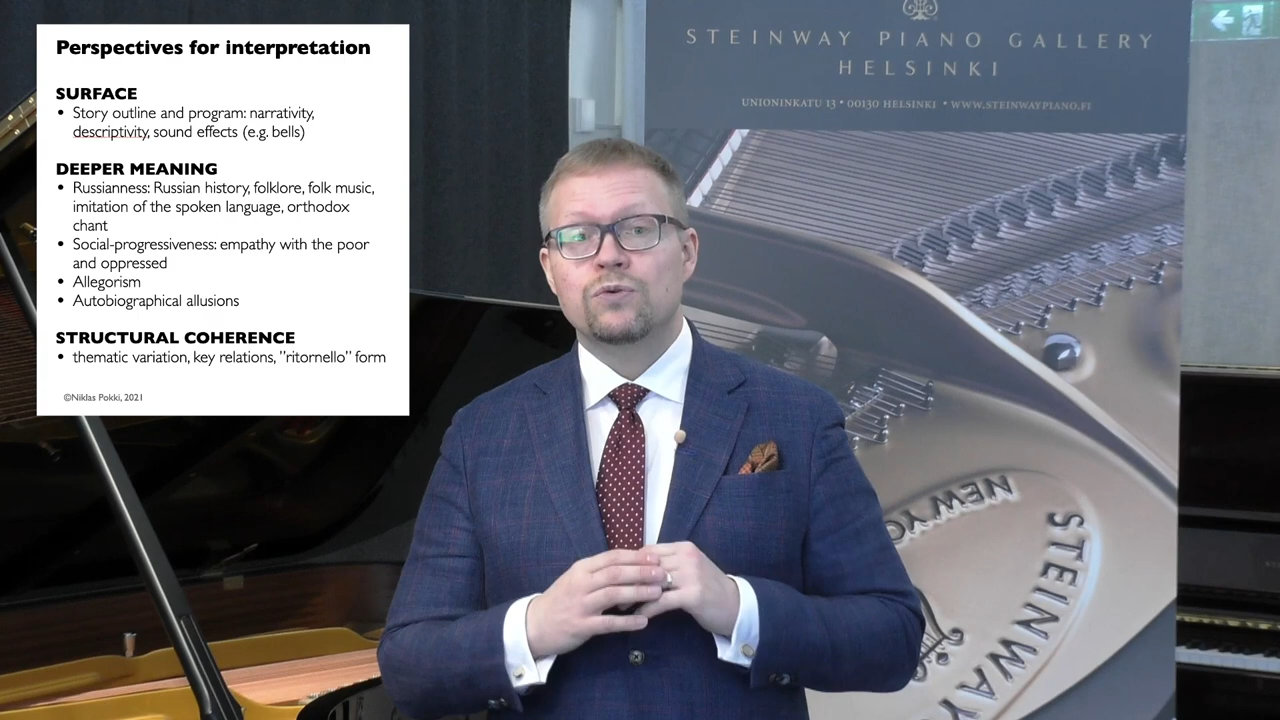 Perspectives for interpretation
SURFACE
• Story outline and program: narrativity,
descriptivity, sound effects (e.g. bells)
DEEPER MEANING
• Russianness: Russian history, folklore, folk music,
imitation of the spoken language, orthodox
chant
• Social-progressiveness: empathy with the poor
and oppressed
• Allegorism
• Autobiographical allusions
STRUCTURAL COHERENCE
• thematic variation, key relations, ”ritornello” form
©Niklas Pokki, 2021
STEINWAY PIANO GALLERY
HELSINKI
UNIONINKATU 13 • 00130 HELSINKI • WWW.STEINWAYPIANO.FI
NEW YO
STEINWAY